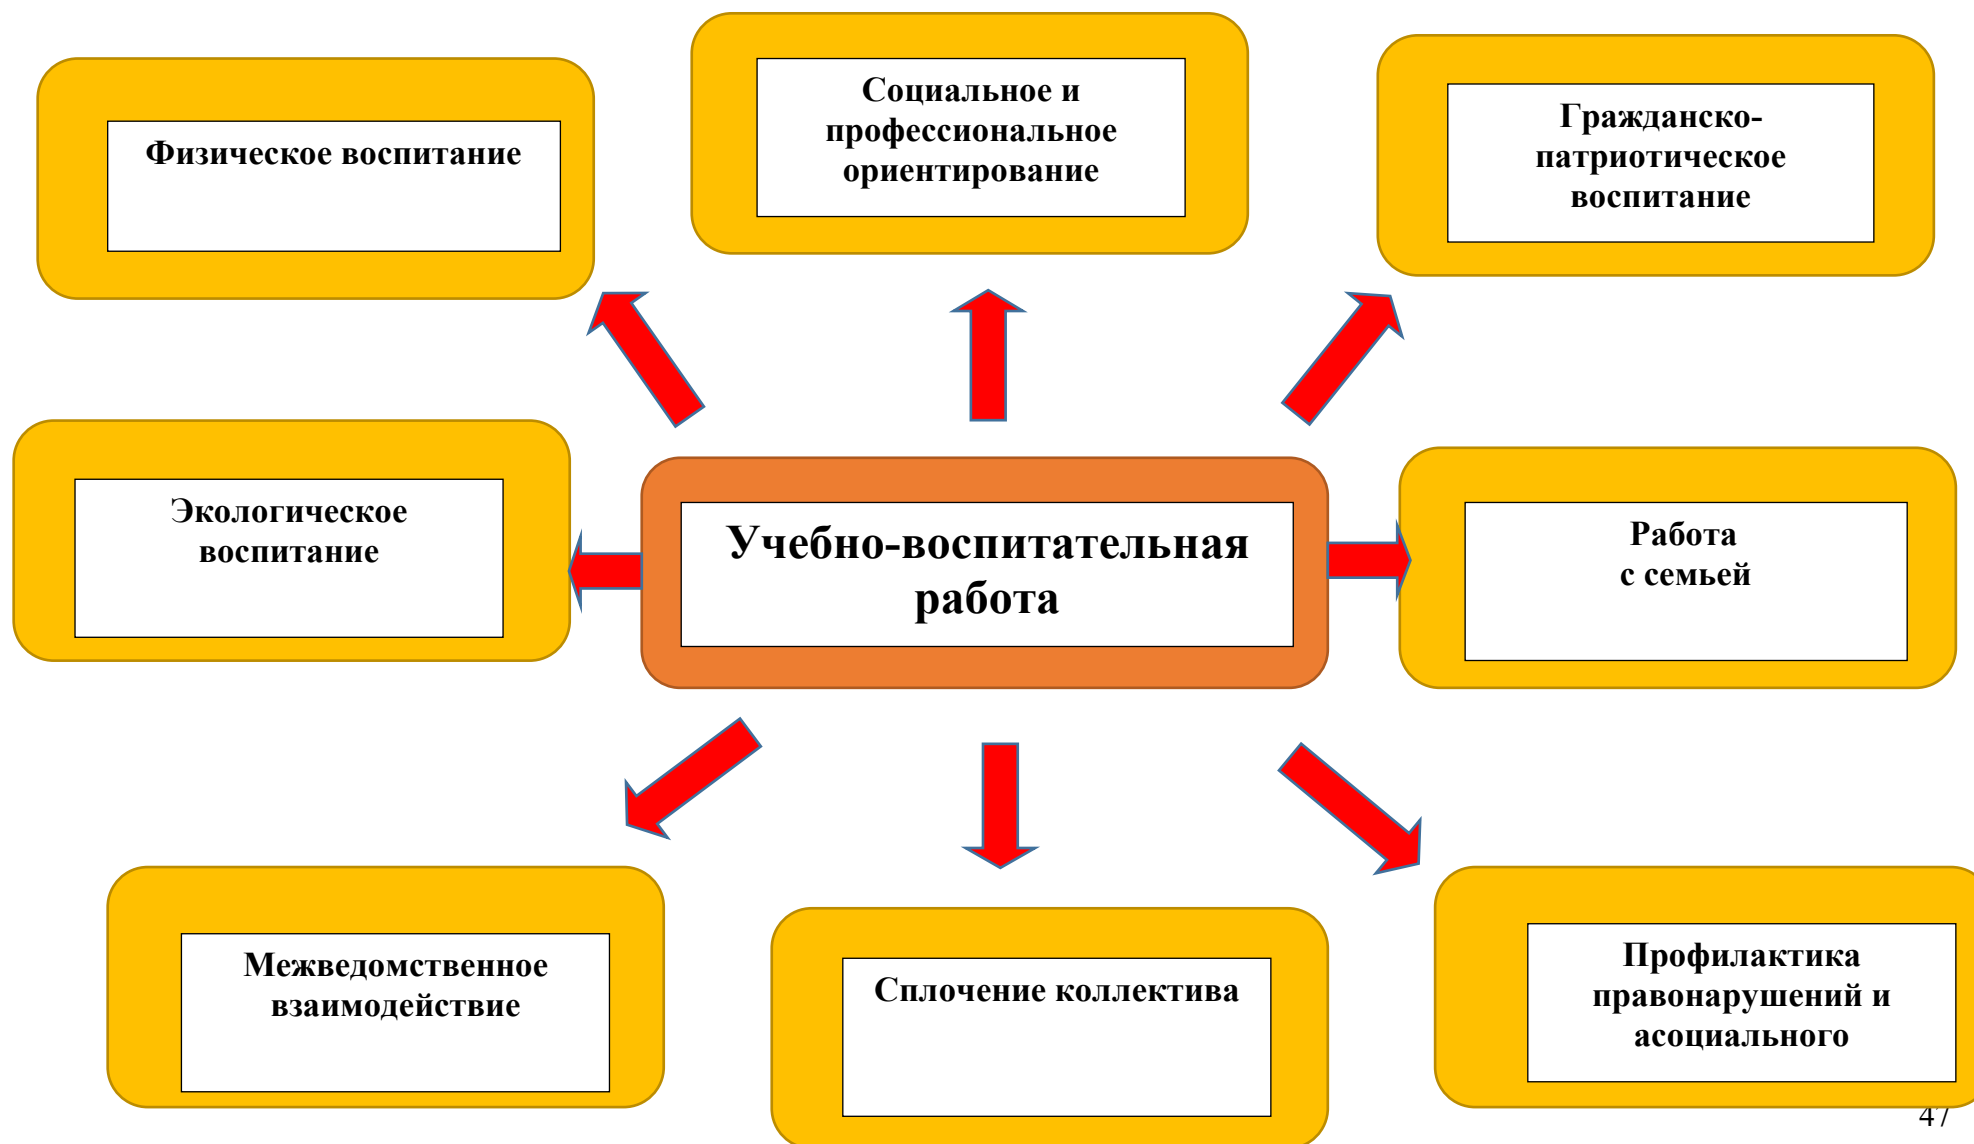 Физическое воспитание
Социальное и
профессиональное
ориентирование
Гражданско-
патриотическое
воспитание
Экологическое
воспитание
Учебно-воспитательная
работа
Работа
с семьей
Межведомственное
взаимодействие
Сплочение коллектива
Профилактика
правонарушений и
асоциального
47